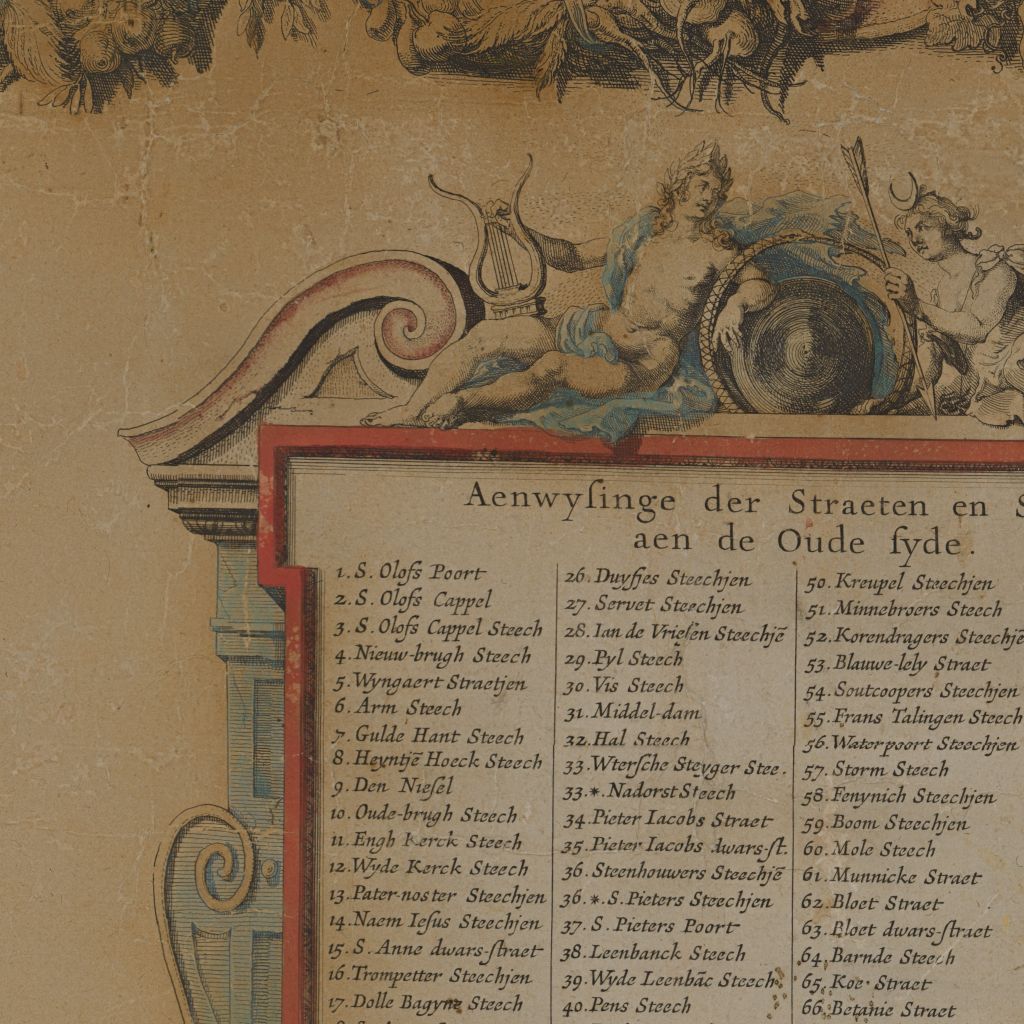 Aenwyſinge der Straeten en
aen de Oude ſyde.
1. S. Olofs Poort
2. S. Olofs Cappel
3. S. Olofs Cappel Steech
4. Nieuw-brugh Steech
5. Wyngaert Straetjen
6. Arm Steech
7. Gulde Hant Steech
8. Heyntjē Hoeck Steech
9. Den Nieſel
10. Oude-brugh Steech
11. Engh Kerck Steech
12. Wyde Kerck Steech
13. Pater-noster Steechjen
14. Naem Ieſus Steechjen
15. S. Anne dwars-ſtraet
16. Trompetter Steechjen
17. Dolle Bagyne Steech
26. Duyfjes Steechjen
27. Servet Steechjen
28. Ian de Vrieſen Steechjē
29. Pyl Steech
30. Vis Steech
31. Middel-dam
32. Hal Steech
33. Wterſche Steyger Stee.
33.* Nadorst Steech
34. Pieter Iacobs Straet
35. Pieter Iacobs dwars-ſt.
36. Steenhouwers Steechjē
36.* S. Pieters Steechjen
37. S. Pieters Poort
38. Leenbanck Steech
39. Wyde Leenbāc Steech
40. Pens Steech
50. Kreupel Steechjen
51. Minnebroers Steech
52. Korendragers Steechjē
53. Blauwe-lely Straet
54. Soutcoopers Steechjen
55. Frans Talingen Steech
56. Waterpoort Steechjen
57. Storm Steech
58. Fenynich Steechjen
59. Boom Steechjen
60. Mole Steech
61. Munnicke Straet
62. Bloet Straet
63. Bloet dwars-ſtraet
64. Barnde Steech
65. Koe Straet
66. Betanie Straet